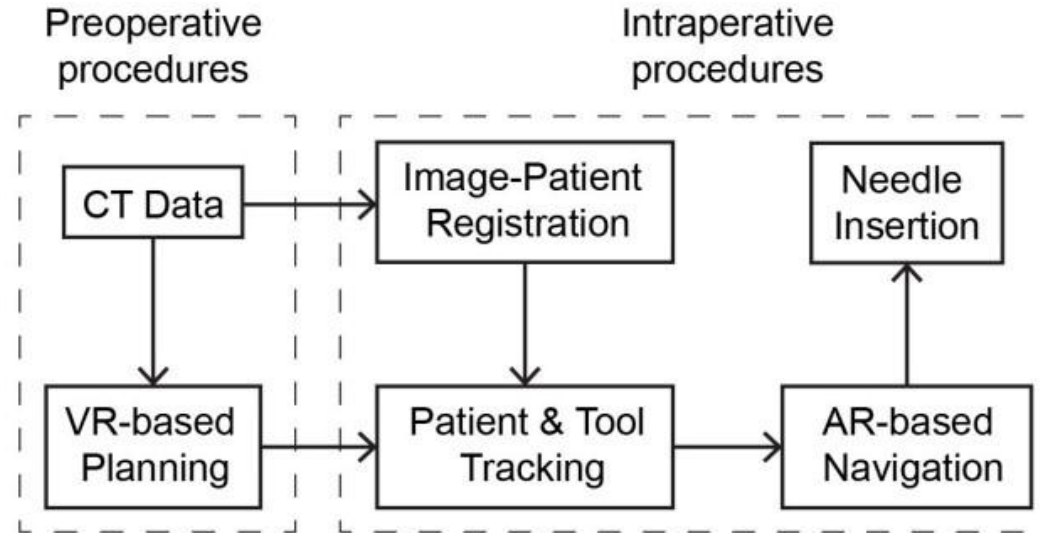 Preoperative
procedures
Intraperative
procedures
CT Data
Image-Patient
Registration
Needle
Insertion
VR-based
Planning
Patient & Tool
Tracking
AR-based
Navigation